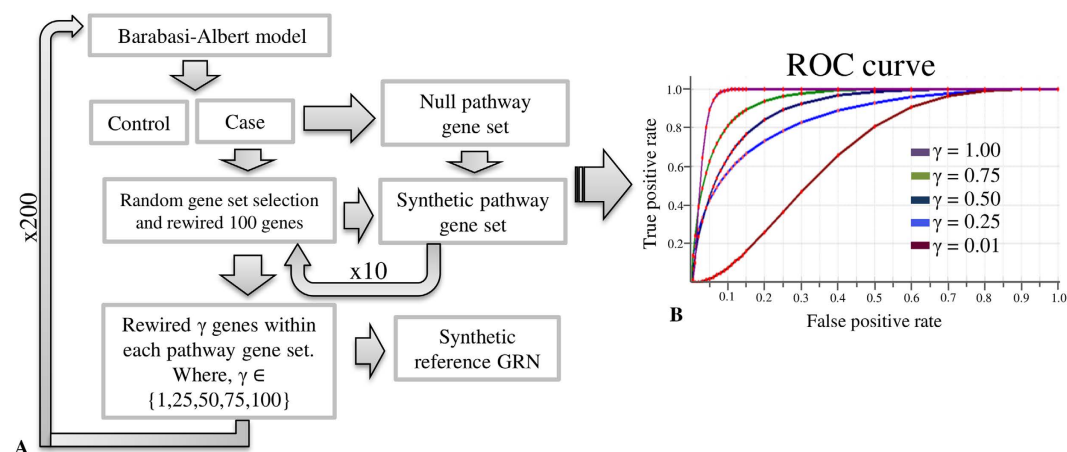 Barabasi-Albert model
Control
Case
Null pathway
gene set
Random gene set selection
and rewired 100 genes
Synthetic pathway
gene set
x10
x200
Rewired γ genes within
each pathway gene set.
Where, γ ∈
{1,25,50,75,100}
Synthetic
reference GRN
A
ROC curve
True positive rate
1.0
0.8
0.6
0.4
0.2
γ = 1.00
γ = 0.75
γ = 0.50
γ = 0.25
γ = 0.01
0.1 0.2 0.3 0.4 0.5 0.6 0.7 0.8 0.9 1.0
False positive rate
B